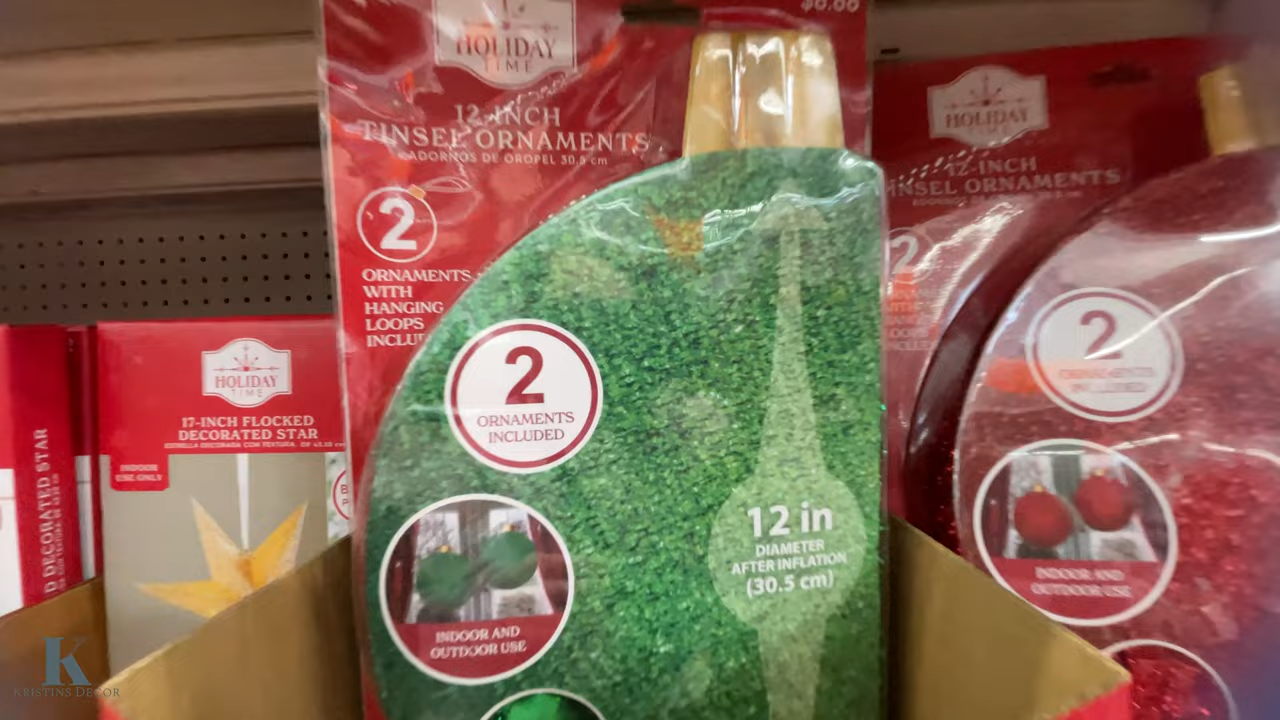 HOLIDAY
TIME
12-INCH
TINSEL ORNAMENTS
ADORNOS DE OROPEL 30.5 cm
2
ORNAMENTS
WITH
HANGING
LOOPS
2
ORNAMENTS
INCLUDED
INDOOR AND
OUTDOOR USE
12 in
DIAMETER
AFTER INFLATION
(30.5 cm)
HOLIDAY
TIME
12-INCH
TINSEL ORNAMENTS
2
2
INDOOR AND
OUTDOOR USE
HOLIDAY
TIME
17-INCH FLOCKED
DECORATED STAR
INDOOR
USE ONLY
D DECORATED STAR
K
KRISTINS DECOR